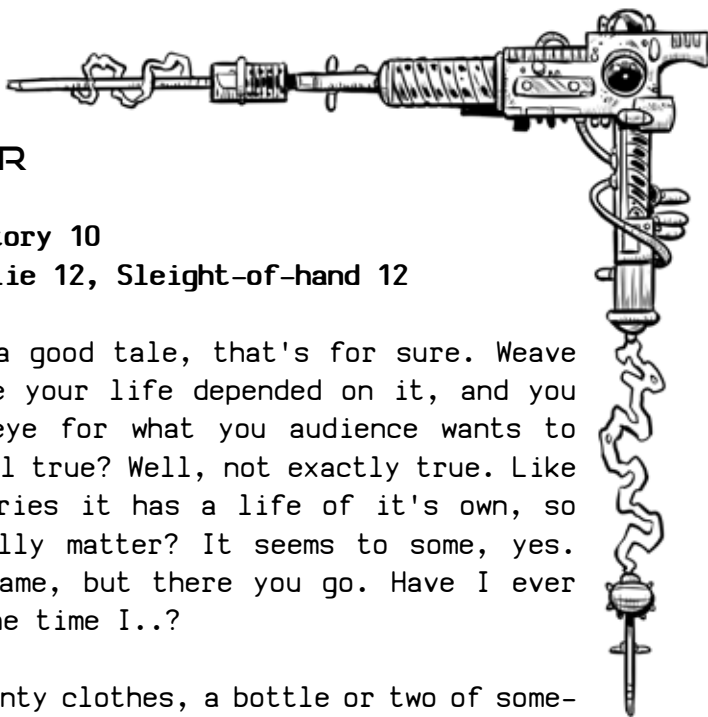 R
tory 10
lie 12, Sleight-of-hand 12
a good tale, that's for sure. Weave
e your life depended on it, and you
eye for what you audience wants to
l true? Well, not exactly true. Like
ries it has a life of it's own, so
lly matter? It seems to some, yes.
ame, but there you go. Have I ever
he time I..?
nty clothes, a bottle or two of some-